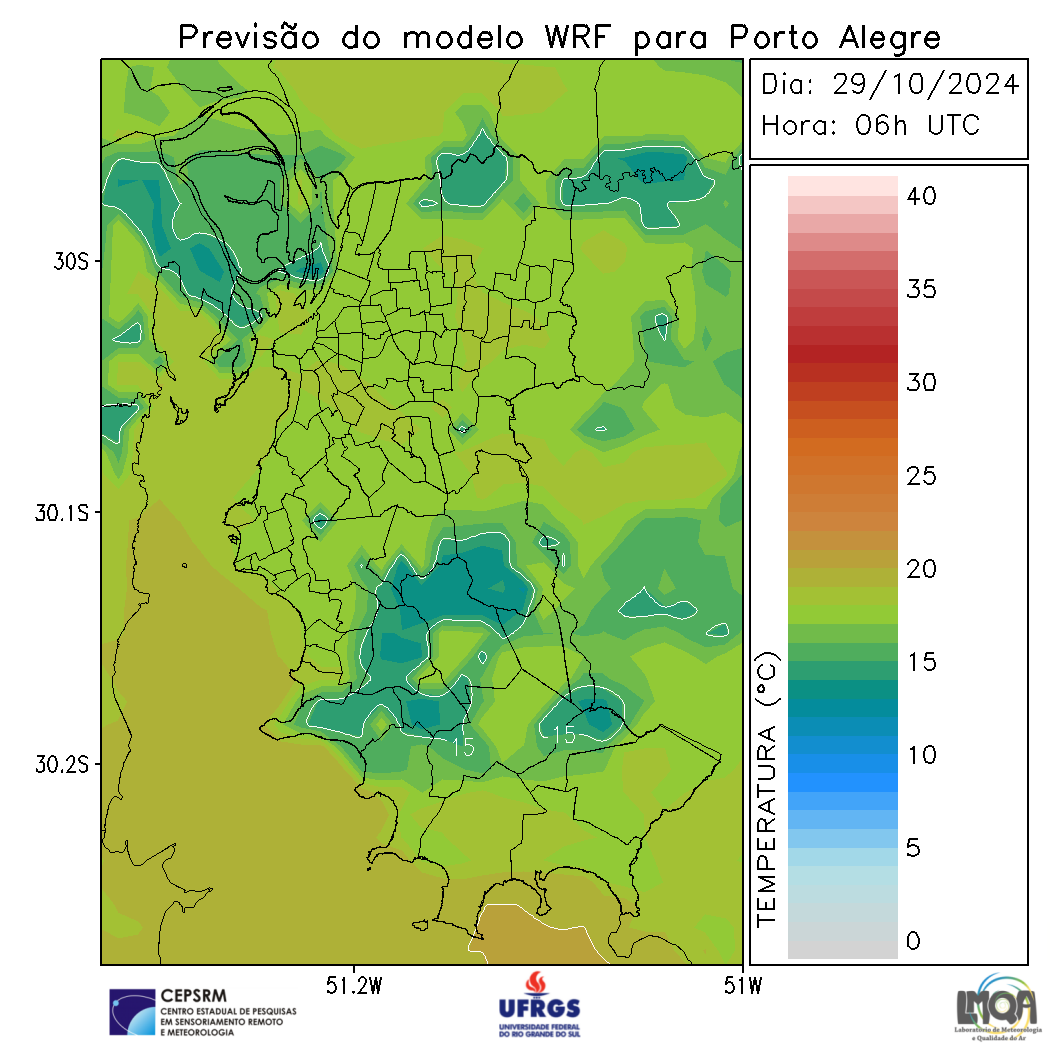 Previsão do modelo WRF para Porto Alegre
Dia: 29/10/2024
Hora: 06h UTC
30S
30.1S
30.2S
51.2W
51W
15
15
TEMPERATURA (°C)
40
35
30
25
20
15
10
5
0
CEPSRM
CENTRO ESTADUAL DE PESQUISAS
EM SENSORIAMENTO REMOTO
E METEOROLOGIA
UFRGS
UNIVERSIDADE FEDERAL
DO RIO GRANDE DO SUL
LMQA
Laboratório de Meteorologia
e Qualidade do Ar